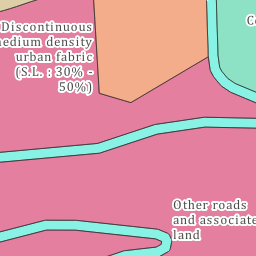 Discontinuous
medium density
urban fabric
(S.L. : 30% -
50%)
Other roads
and associate
land